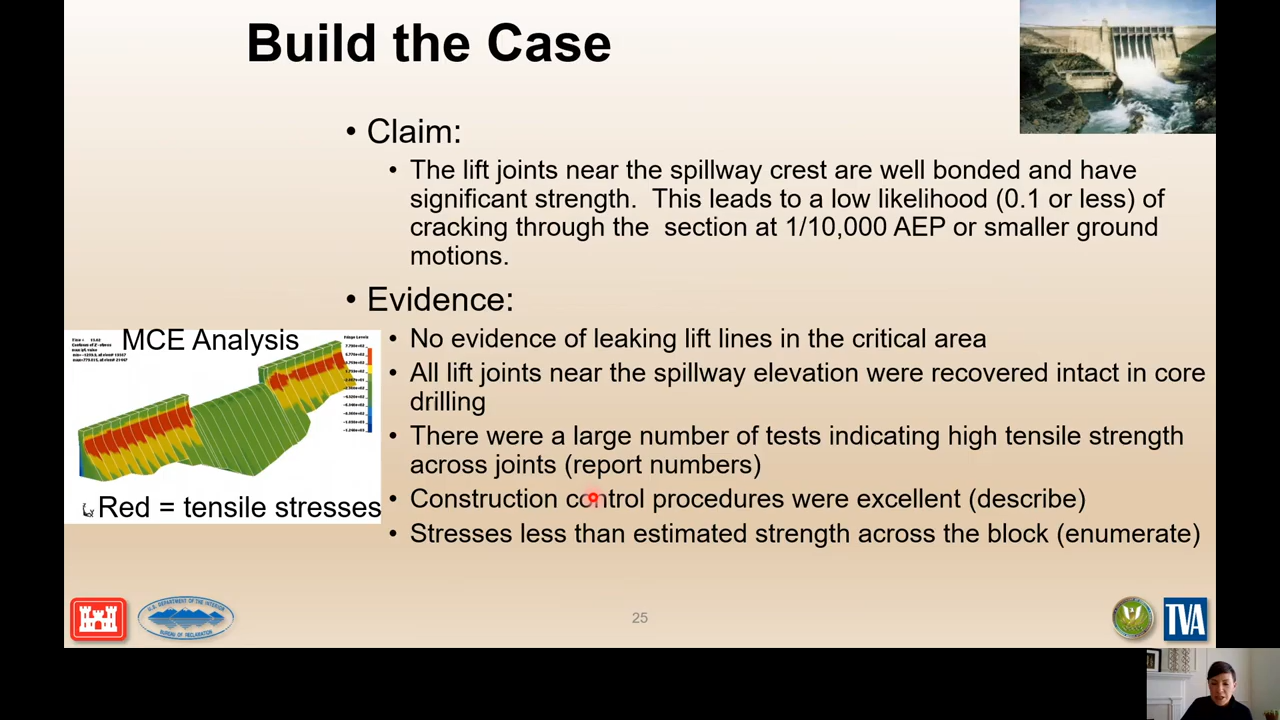 Build the Case
• Claim:
• The lift joints near the spillway crest are well bonded and have
significant strength.  This leads to a low likelihood (0.1 or less) of
cracking through the  section at 1/10,000 AEP or smaller ground
motions.
• Evidence:
MCE Analysis
Red = tensile stresses
• No evidence of leaking lift lines in the critical area
• All lift joints near the spillway elevation were recovered intact in core
drilling
• There were a large number of tests indicating high tensile strength
across joints (report numbers)
• Construction control procedures were excellent (describe)
• Stresses less than estimated strength across the block (enumerate)
U.S. DEPARTMENT OF THE INTERIOR
25
TVA